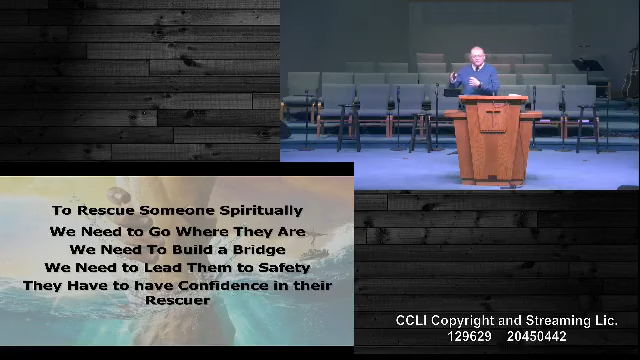 To Rescue Someone Spiritually
We Need to Go Where They Are
We Need To Build a Bridge
We Need to Lead Them to Safety
They Have to have Confidence in their
Rescuer
CCLI Copyright and Streaming Lic.
129629 20450442